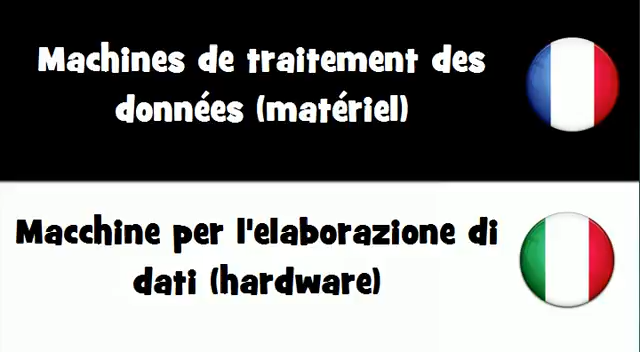 Machines de traitement des
données (matériel)
Macchine per l'elaborazione di
dati (hardware)